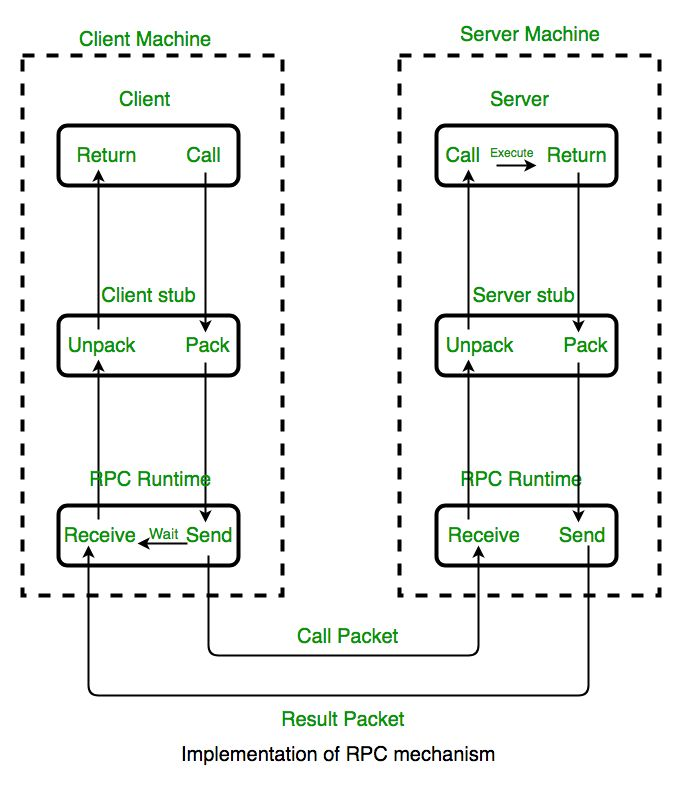 Client Machine
Server Machine
Client
Server
Return Call
Call Execute Return
Client stub
Server stub
Unpack Pack
Unpack Pack
RPC Runtime
RPC Runtime
Receive Wait Send
Receive Send
Call Packet
Result Packet
Implementation of RPC mechanism